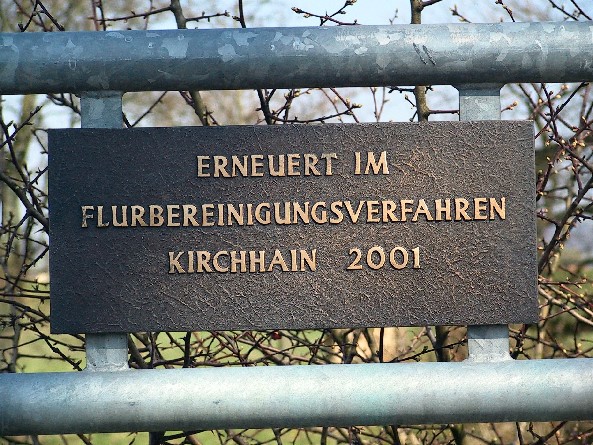 ERNEUERT IM
FLURBEREINIGUNGSVERFAHREN
KIRCHHAIN 2001